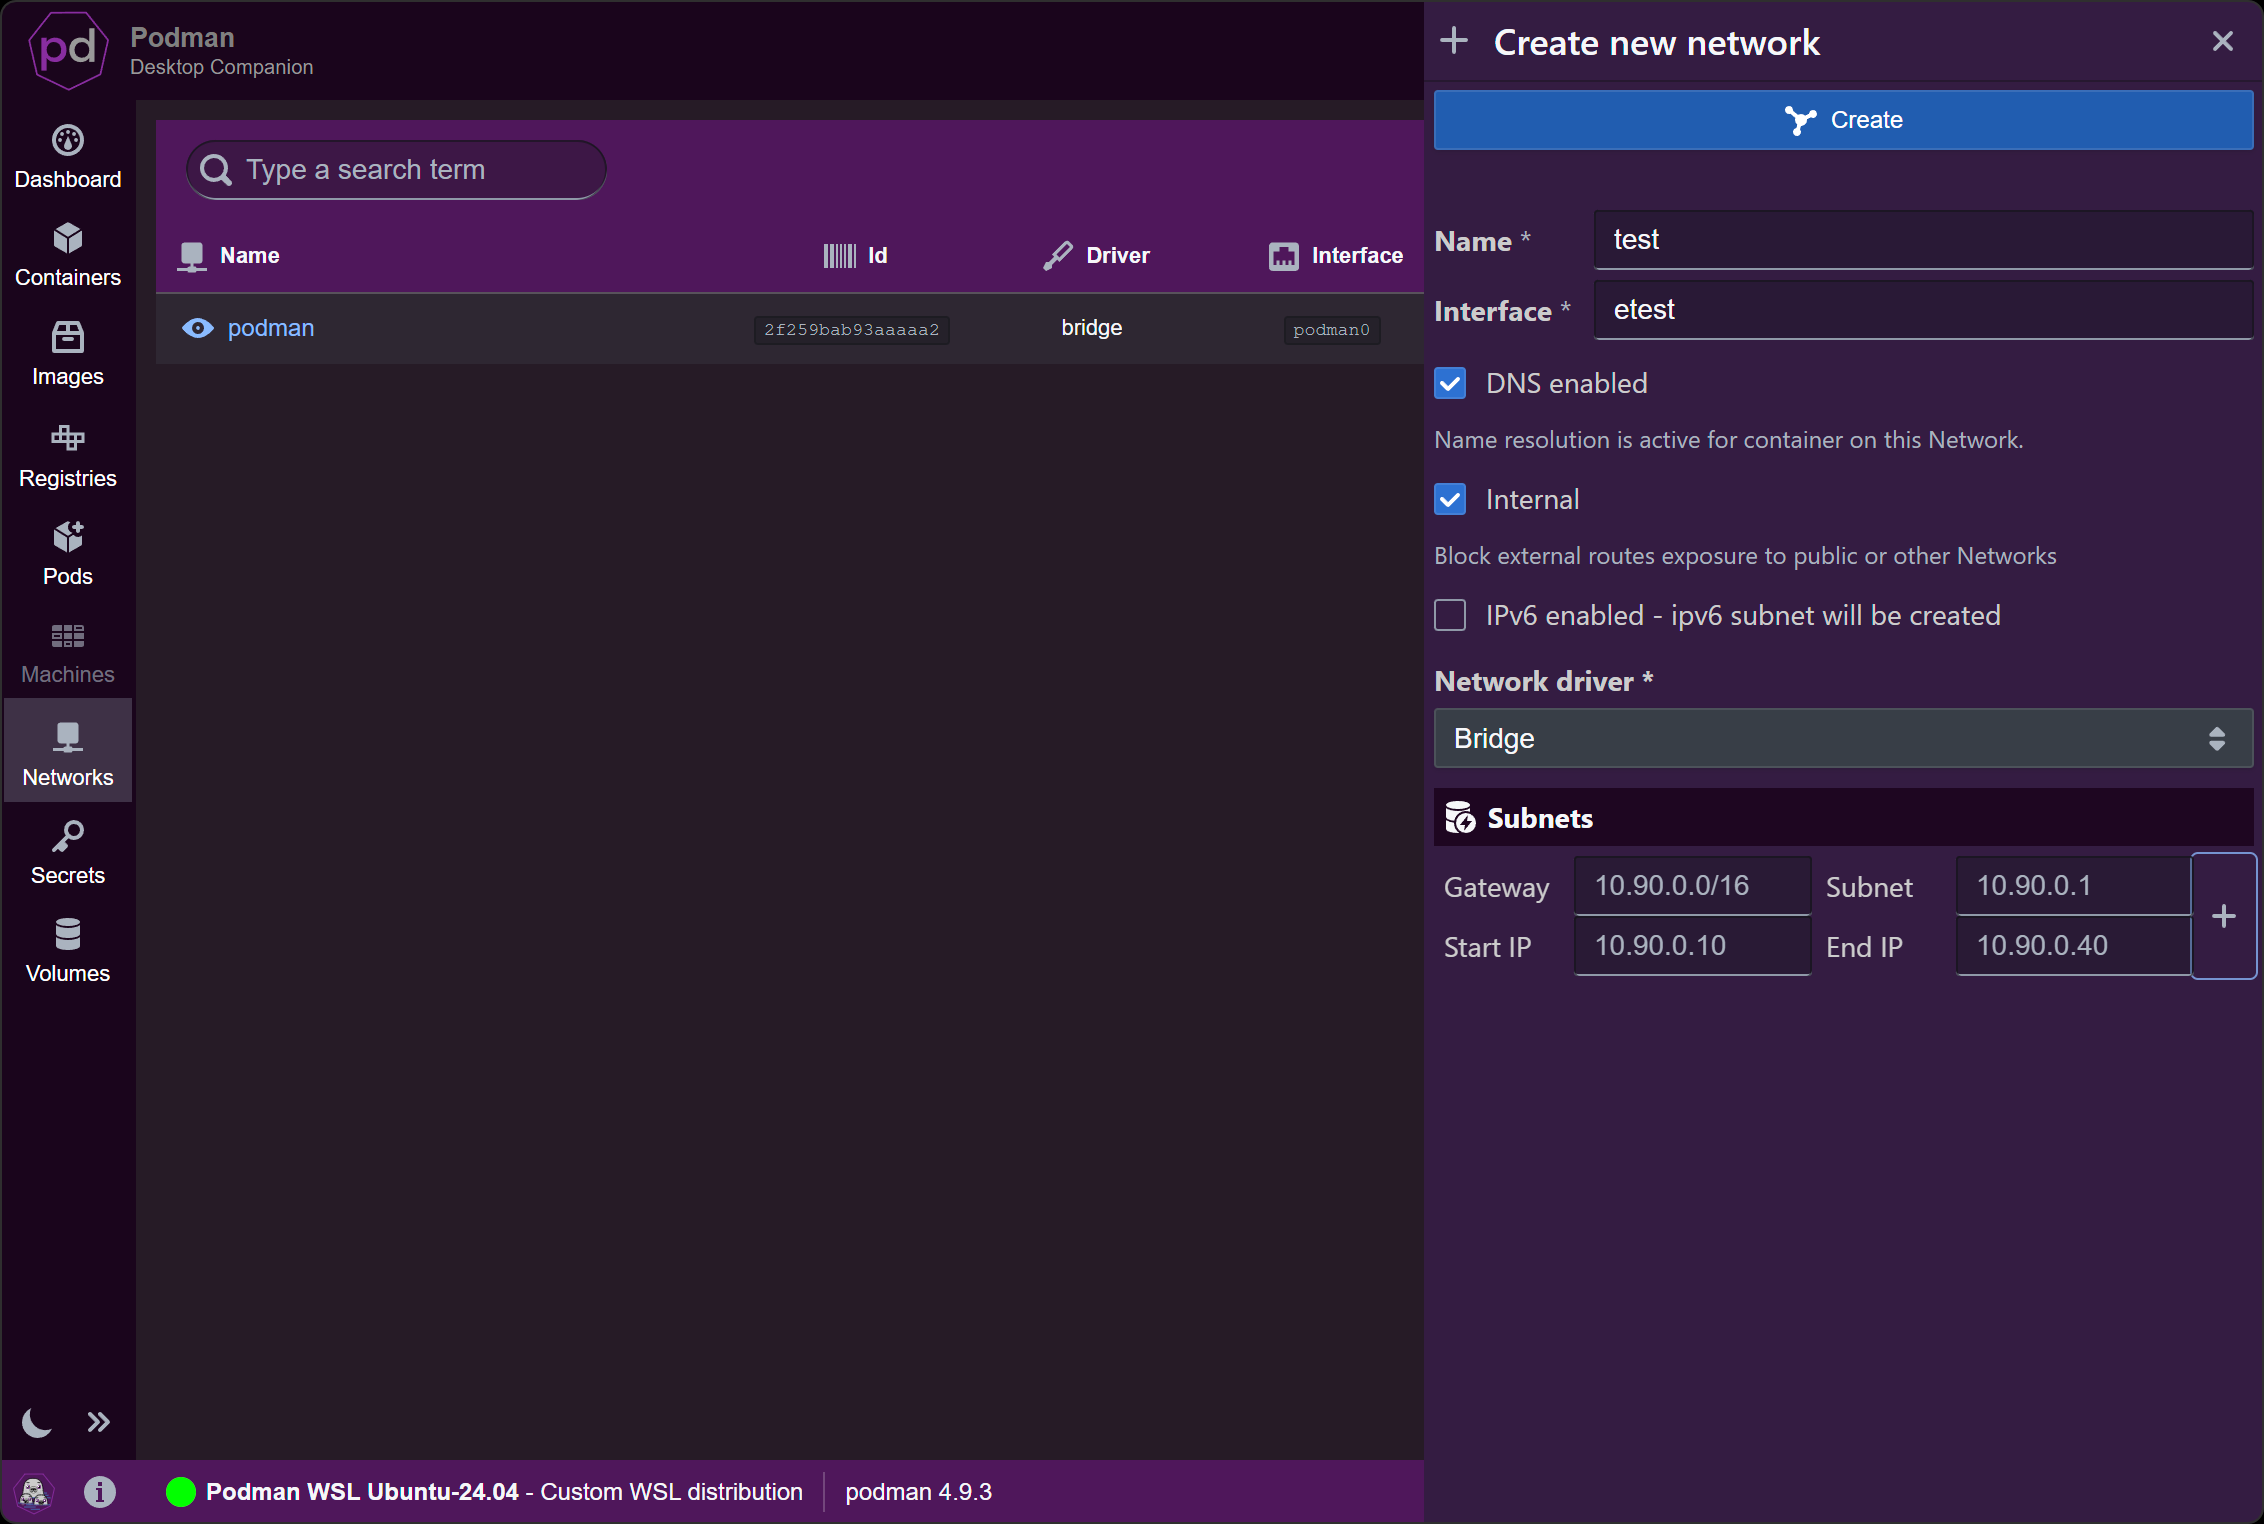 pd
Podman
Desktop Companion
Dashboard
Containers
Images
Registries
Pods
Machines
Networks
Secrets
Volumes
Type a search term
Name Id Driver Interface
podman 2f259bab93aaaaa2 bridge podman0
Podman WSL Ubuntu-24.04 - Custom WSL distribution podman 4.9.3
Create new network
Create
Name * test
Interface * etest
DNS enabled
Name resolution is active for container on this Network.
Internal
Block external routes exposure to public or other Networks
IPv6 enabled - ipv6 subnet will be created
Network driver *
Bridge
Subnets
Gateway 10.90.0.0/16 Subnet 10.90.0.1
Start IP 10.90.0.10 End IP 10.90.0.40